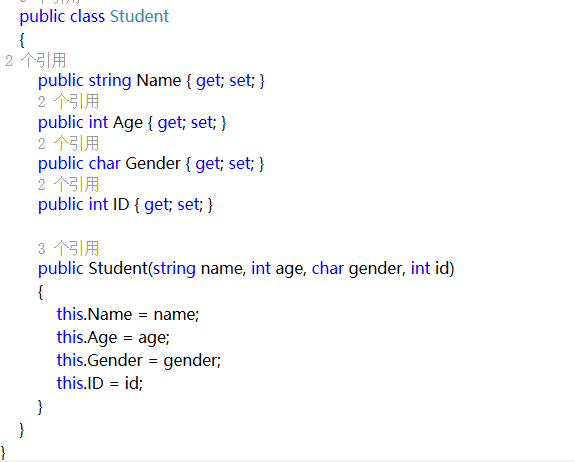 个引用
public class Student
{
2 个引用
public string Name { get; set; }
2 个引用
public int Age { get; set; }
2 个引用
public char Gender { get; set; }
2 个引用
public int ID { get; set; }
3 个引用
public Student(string name, int age, char gender, int id)
{
this.Name = name;
this.Age = age;
this.Gender = gender;
this.ID = id;
}
}
}